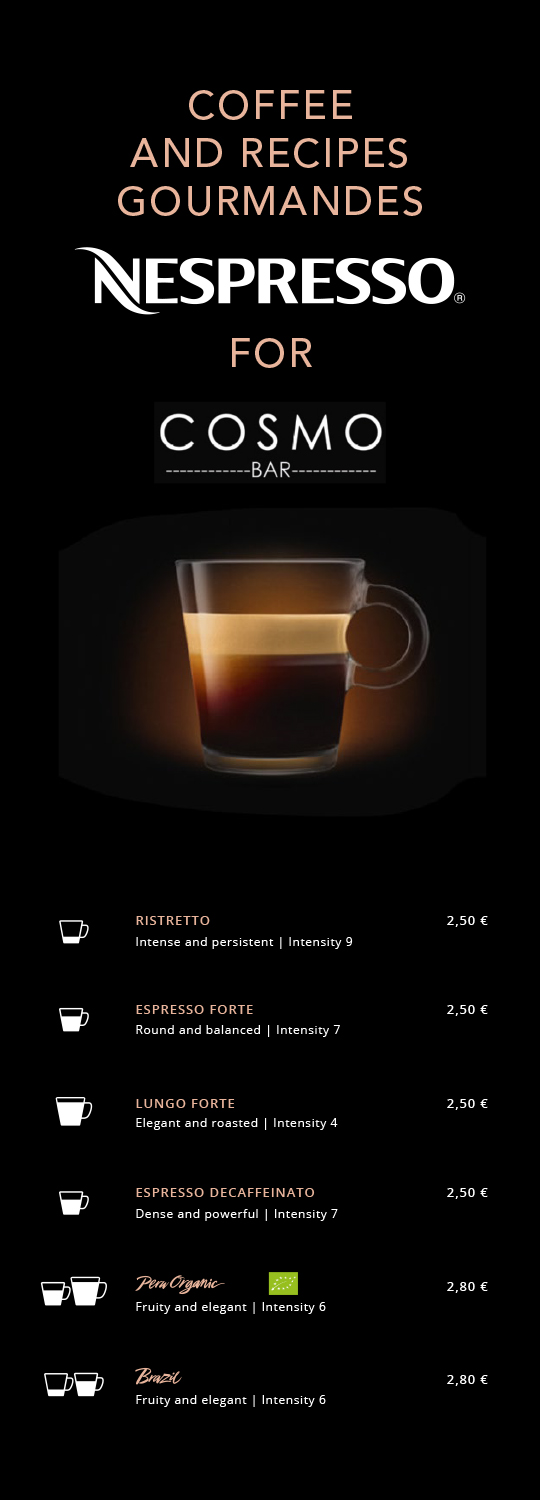 COFFEE
AND RECIPES
GOURMANDES
NESPRESSO®
FOR
COSMO
------------BAR------------
RISTRETTO 2,50 €
Intense and persistent | Intensity 9
ESPRESSO FORTE 2,50 €
Round and balanced | Intensity 7
LUNGO FORTE 2,50 €
Elegant and roasted | Intensity 4
ESPRESSO DECAFFEINATO 2,50 €
Dense and powerful | Intensity 7
Peru Organic 2,80 €
Fruity and elegant | Intensity 6
Brazil 2,80 €
Fruity and elegant | Intensity 6